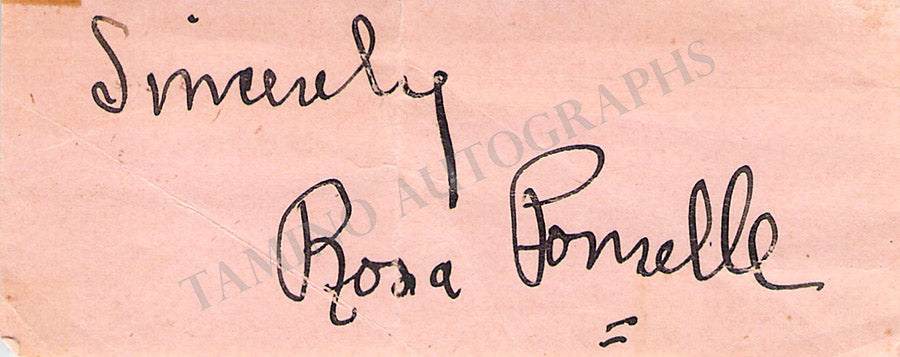 Sincerely
TAMINO AUTOGRAPHS
Rosa Ponselle